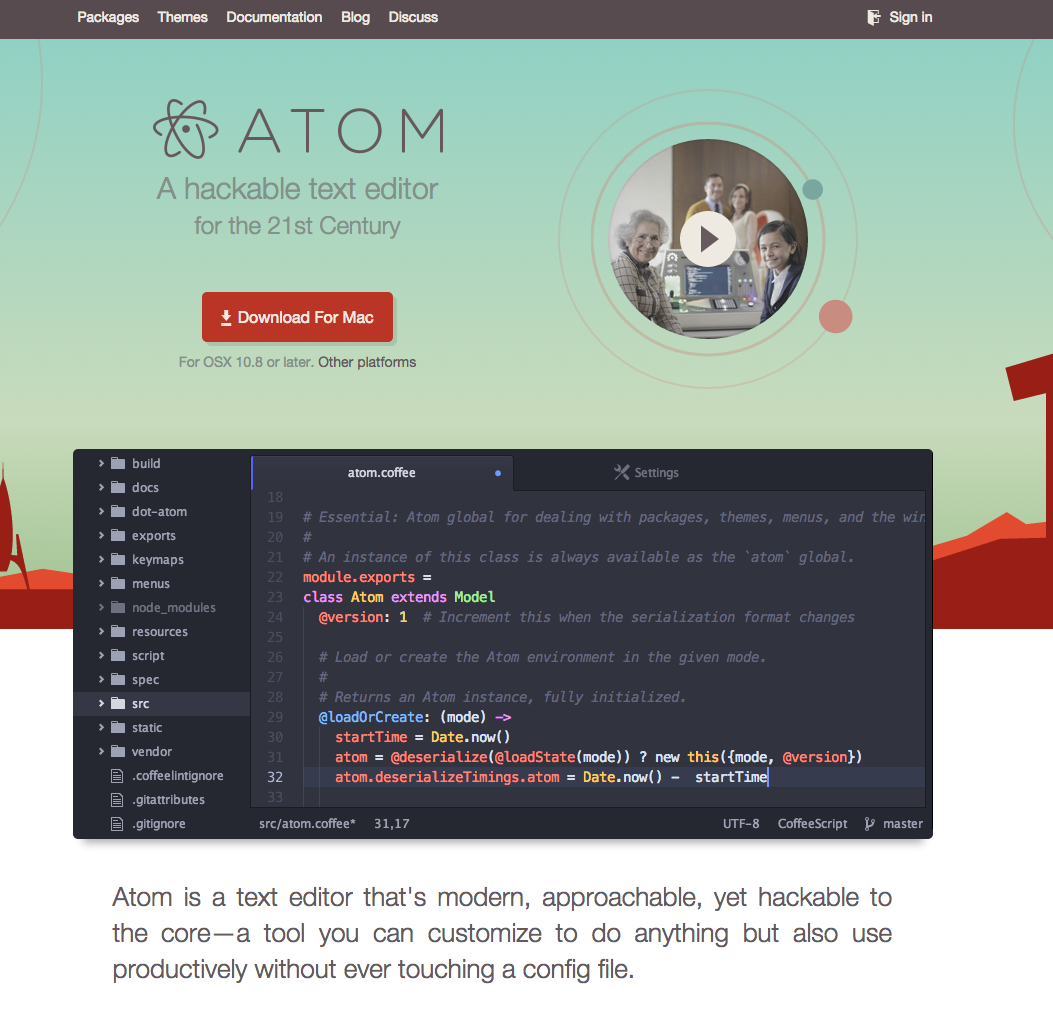 Packages Themes Documentation Blog Discuss Sign in
ATOM
A hackable text editor
for the 21st Century
Download For Mac
For OSX 10.8 or later. Other platforms
build
docs
dot-atom
exports
keymaps
menus
node_modules
resources
script
spec
src
static
vendor
.coffeelintignore
.gitattributes
.gitignore
atom.coffee Settings
18
19 # Essential: Atom global for dealing with packages, themes, menus, and the win
20 #
21 # An instance of this class is always available as the `atom` global.
22 module.exports =
23 class Atom extends Model
24 @version: 1 # Increment this when the serialization format changes
25
26 # Load or create the Atom environment in the given mode.
27 #
28 # Returns an Atom instance, fully initialized.
29 @loadOrCreate: (mode) ->
30 startTime = Date.now()
31 atom = @deserialize(@loadState(mode)) ? new this({mode, @version})
32 atom.deserializeTimings.atom = Date.now() - startTime
33
src/atom.coffee* 31,17 UTF-8 CoffeeScript master
Atom is a text editor that's modern, approachable, yet hackable to
the core—a tool you can customize to do anything but also use
productively without ever touching a config file.